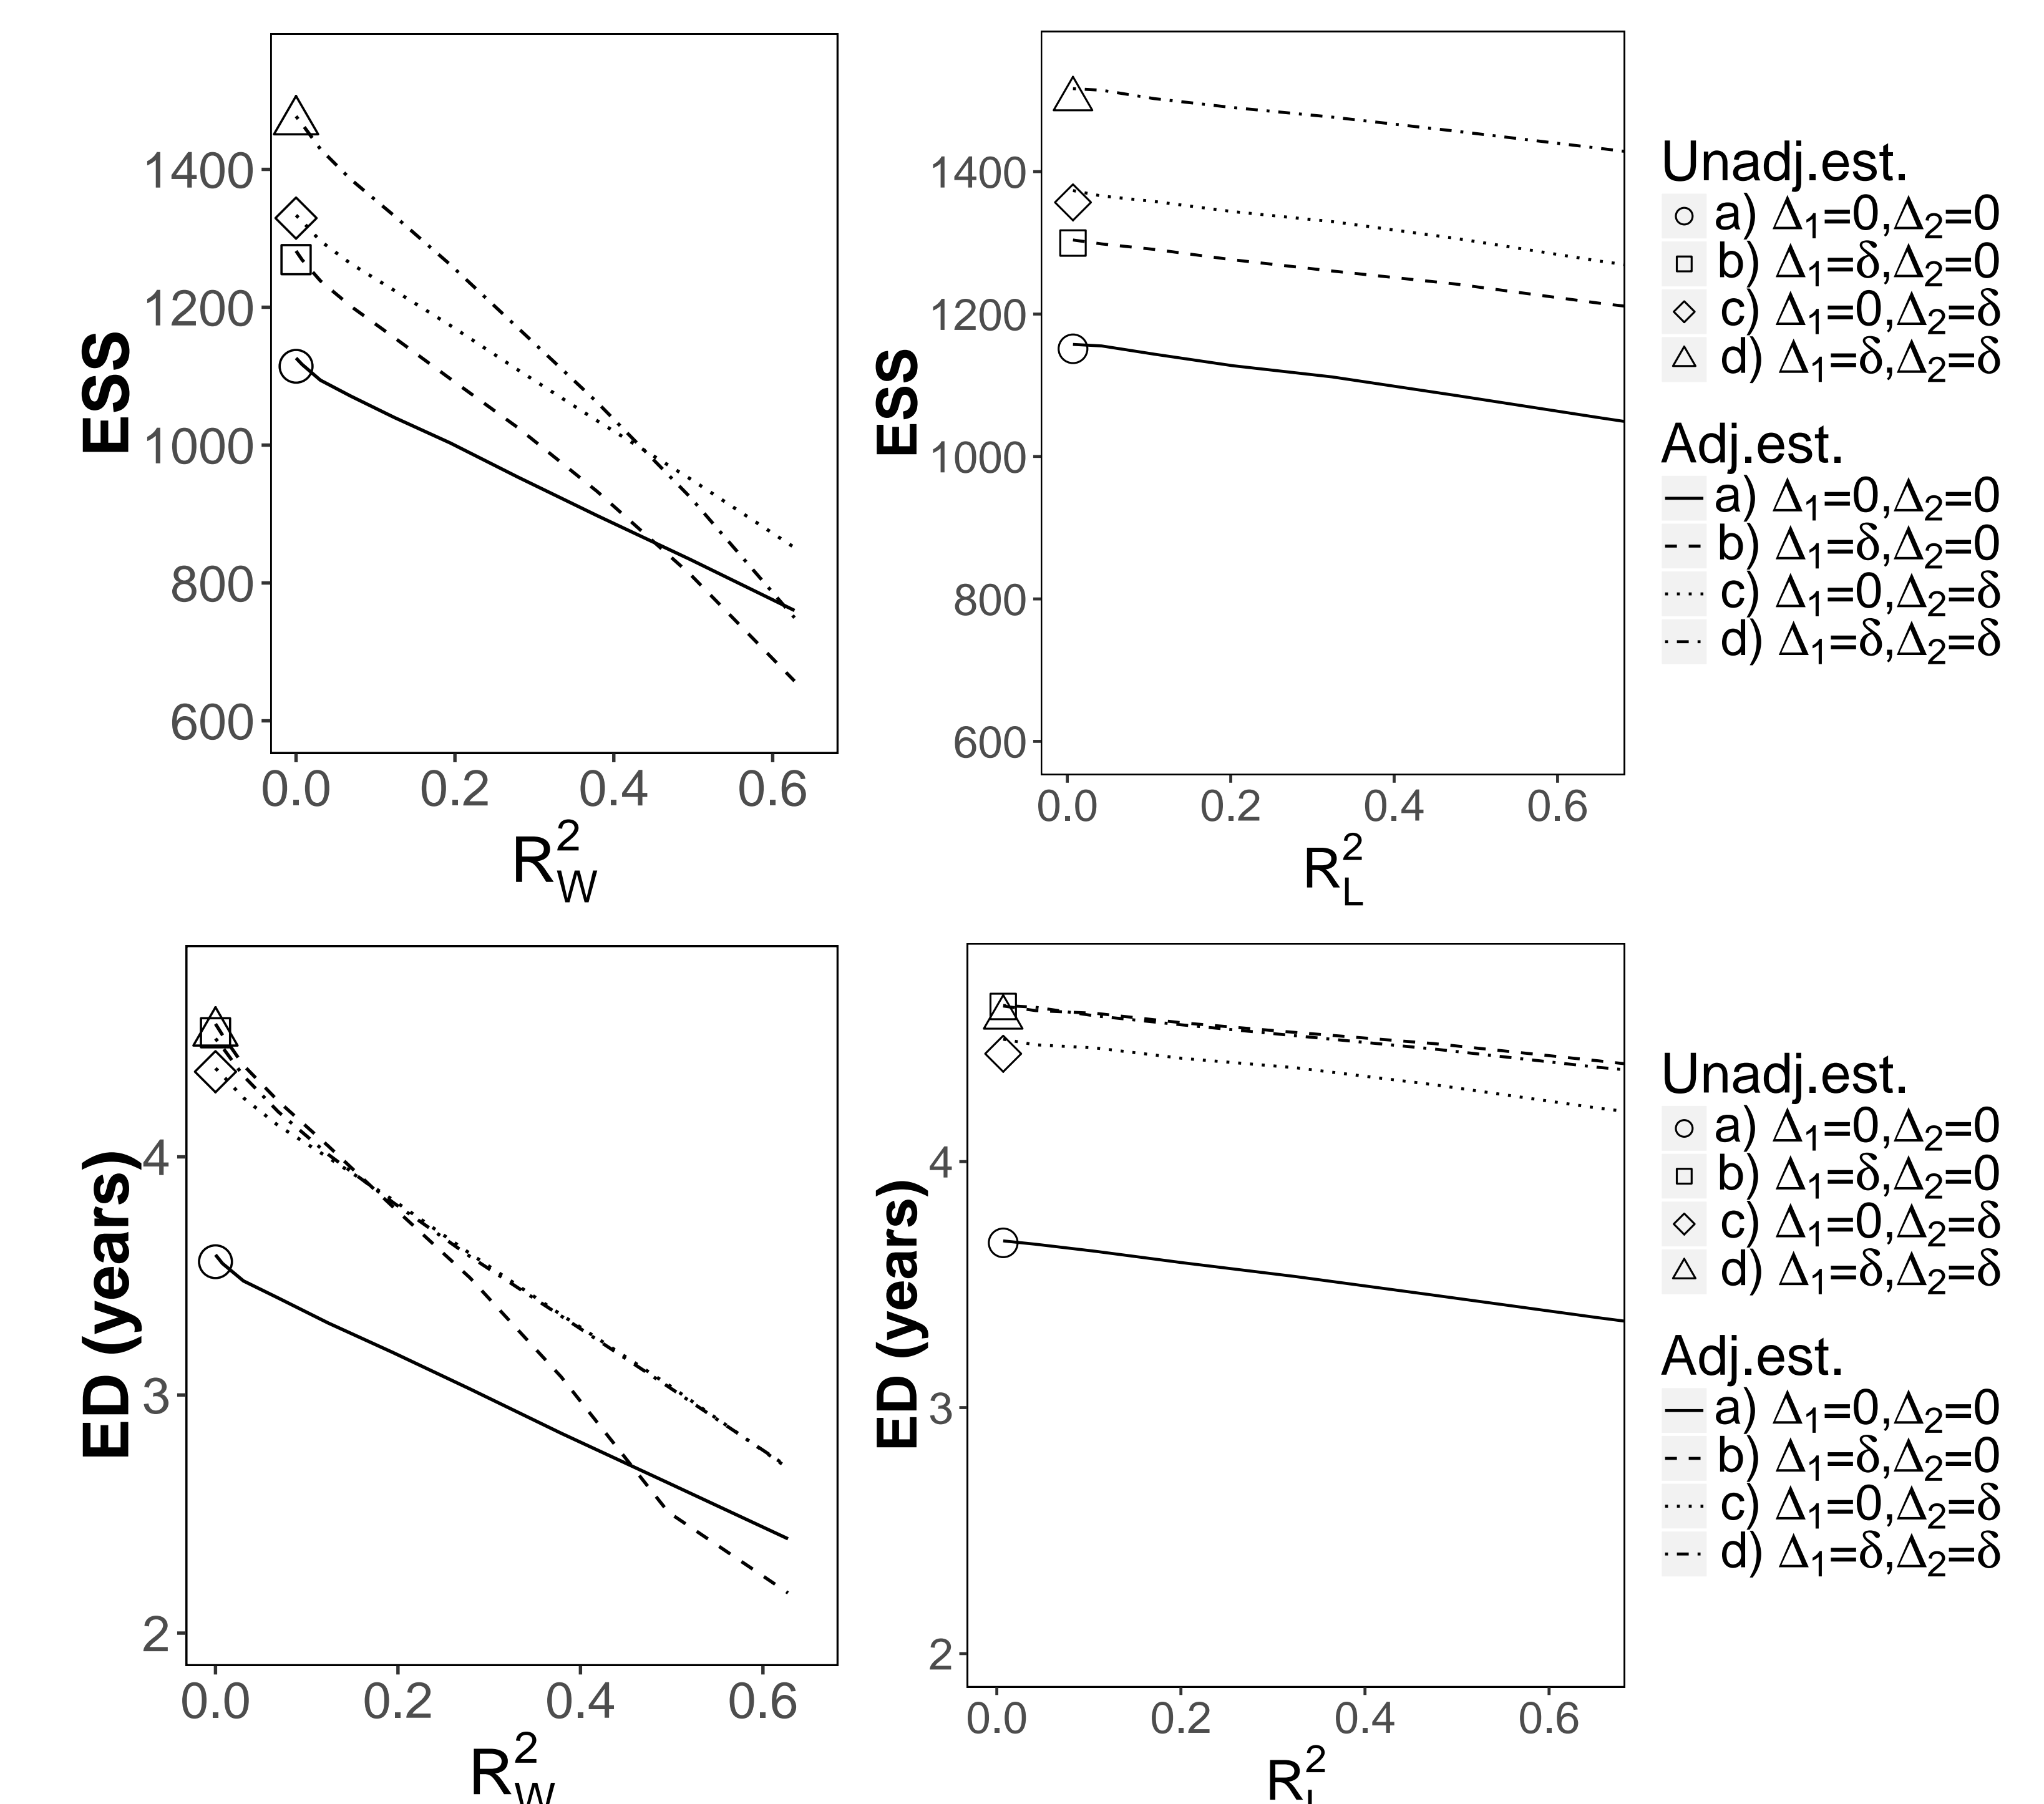 ESS
1400
1200
1000
800
600
0.0 0.2 0.4 0.6
R²_W
ESS
1400
1200
1000
800
600
0.0 0.2 0.4 0.6
R²_L
Unadj.est.
a) Δ₁=0,Δ₂=0
b) Δ₁=δ,Δ₂=0
c) Δ₁=0,Δ₂=δ
d) Δ₁=δ,Δ₂=δ
Adj.est.
a) Δ₁=0,Δ₂=0
b) Δ₁=δ,Δ₂=0
c) Δ₁=0,Δ₂=δ
d) Δ₁=δ,Δ₂=δ
ED (years)
4
3
2
0.0 0.2 0.4 0.6
R²_W
ED (years)
4
3
2
0.0 0.2 0.4 0.6
R²_L
Unadj.est.
a) Δ₁=0,Δ₂=0
b) Δ₁=δ,Δ₂=0
c) Δ₁=0,Δ₂=δ
d) Δ₁=δ,Δ₂=δ
Adj.est.
a) Δ₁=0,Δ₂=0
b) Δ₁=δ,Δ₂=0
c) Δ₁=0,Δ₂=δ
d) Δ₁=δ,Δ₂=δ